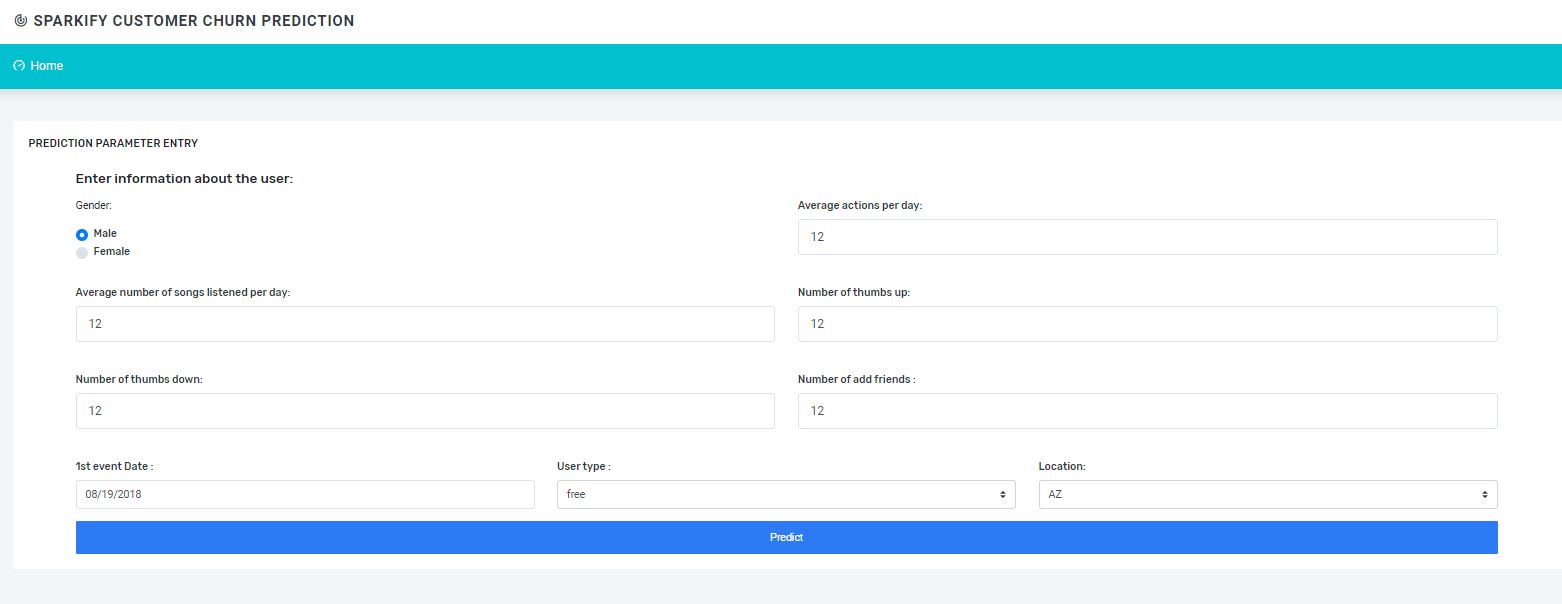 SPARKIFY CUSTOMER CHURN PREDICTION
Home
PREDICTION PARAMETER ENTRY
Enter information about the user:
Gender:
Male
Female
Average actions per day:
12
Average number of songs listened per day:
12
Number of thumbs up:
12
Number of thumbs down:
12
Number of add friends :
12
1st event Date :
08/19/2018
User type :
free
Location:
AZ
Predict